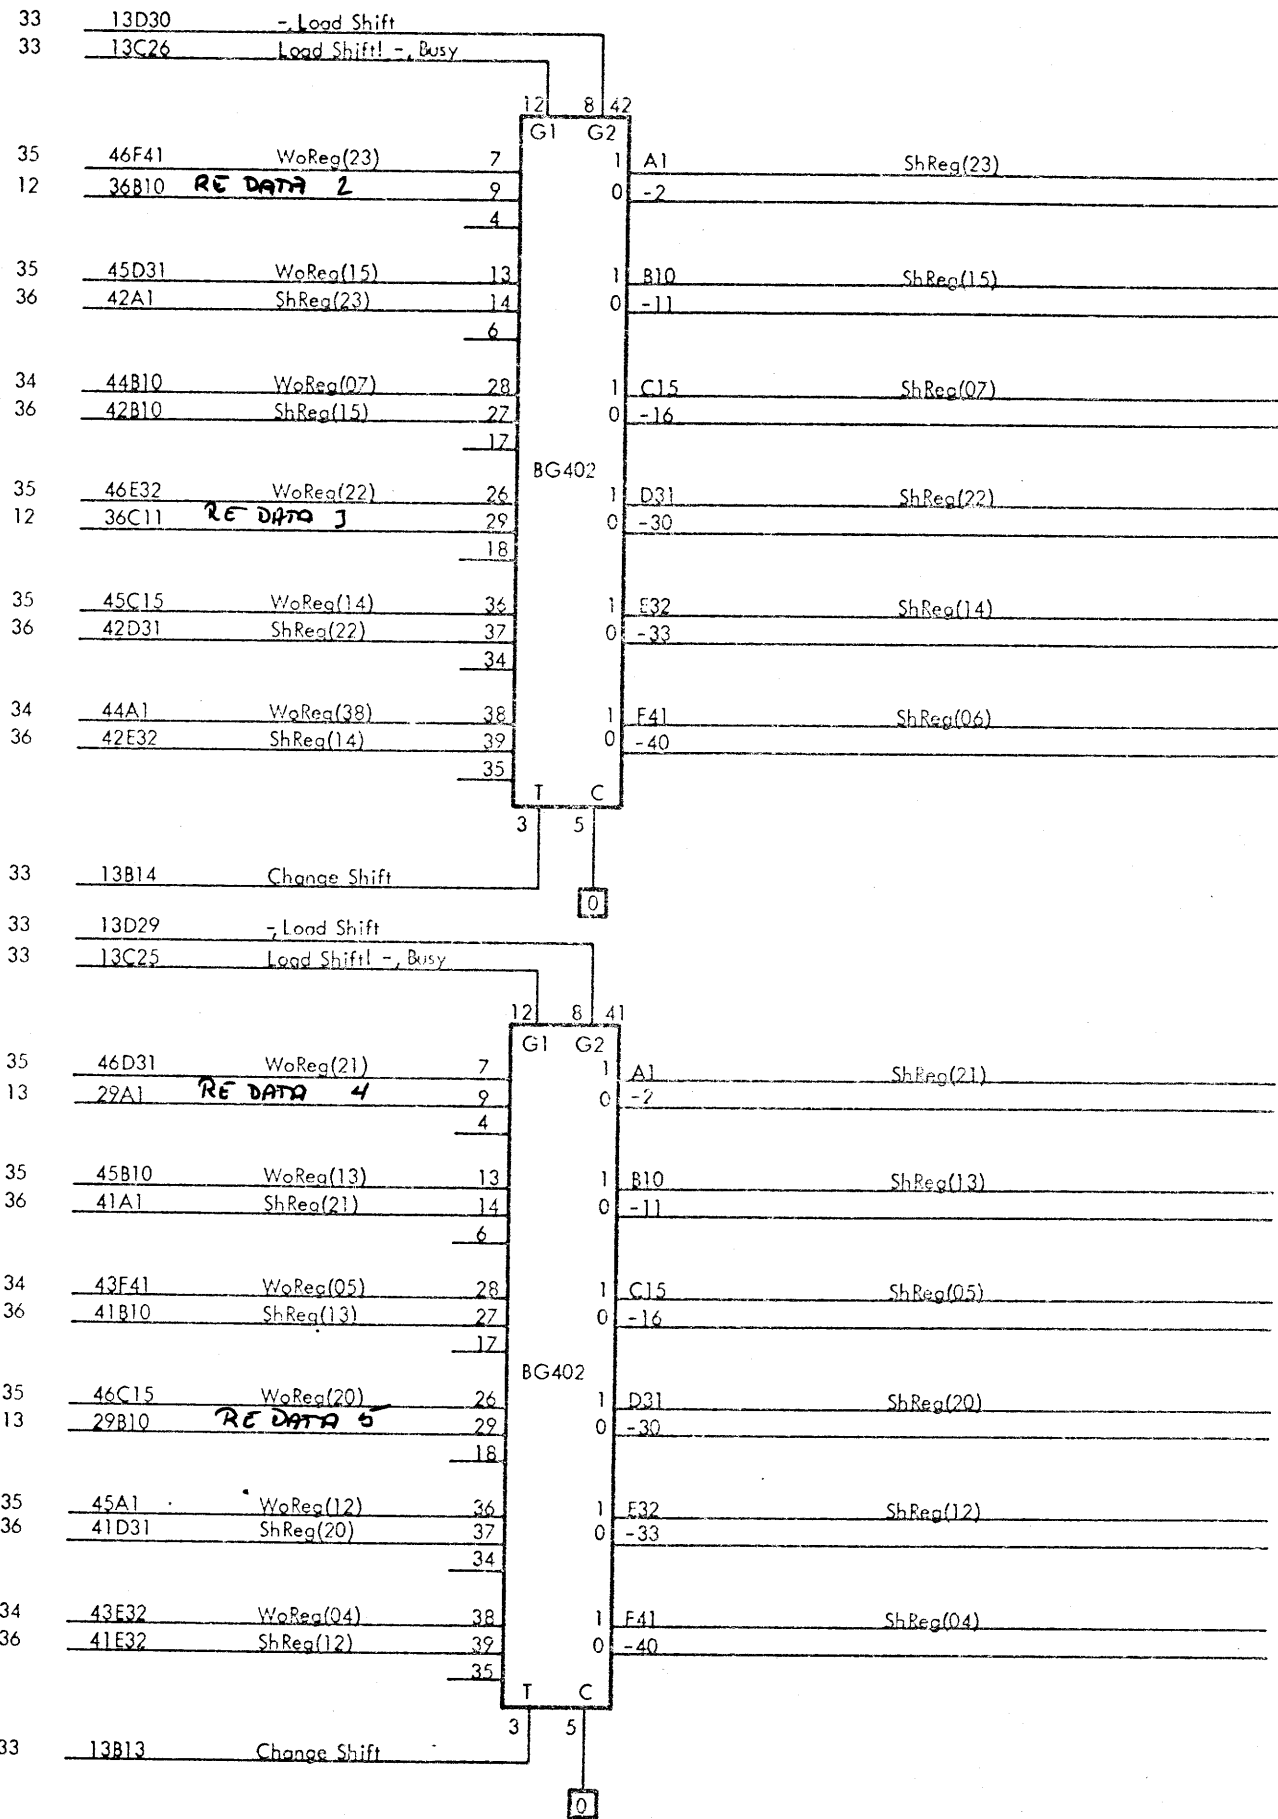 33 13D30 -, Load Shift
33 13C26 Load Shift! -, Busy
12 8 42
G1 G2
35 46F41 WoReg(23) 7 1 A1 ShReg(23)
12 36B10 RE DATA 2 9 0 -2
4
35 45D31 WoReg(15) 13 1 B10 ShReg(15)
36 42A1 ShReg(23) 14 0 -11
6
34 44B10 WoReg(07) 28 1 C15 ShReg(07)
36 42B10 ShReg(15) 27 0 -16
17
BG402
35 46E32 WoReg(22) 26 1 D31 ShReg(22)
12 36C11 RE DATA 3 29 0 -30
18
35 45C15 WoReg(14) 36 1 E32 ShReg(14)
36 42D31 ShReg(22) 37 0 -33
34
34 44A1 WoReg(38) 38 1 F41 ShReg(06)
36 42E32 ShReg(14) 39 0 -40
35
T C
3 5
33 13B14 Change Shift
0
33 13D29 -, Load Shift
33 13C25 Load Shift! -, Busy
12 8 41
G1 G2
35 46D31 WoReg(21) 7 1 A1 ShReg(21)
13 29A1 RE DATA 4 9 0 -2
4
35 45B10 WoReg(13) 13 1 B10 ShReg(13)
36 41A1 ShReg(21) 14 0 -11
6
34 43F41 WoReg(05) 28 1 C15 ShReg(05)
36 41B10 ShReg(13) 27 0 -16
17
BG402
35 46C15 WoReg(20) 26 1 D31 ShReg(20)
13 29B10 RE DATA 5 29 0 -30
18
35 45A1 WoReg(12) 36 1 E32 ShReg(12)
36 41D31 ShReg(20) 37 0 -33
34
34 43E32 WoReg(04) 38 1 F41 ShReg(04)
36 41E32 ShReg(12) 39 0 -40
35
T C
3 5
33 13B13 Change Shift
0